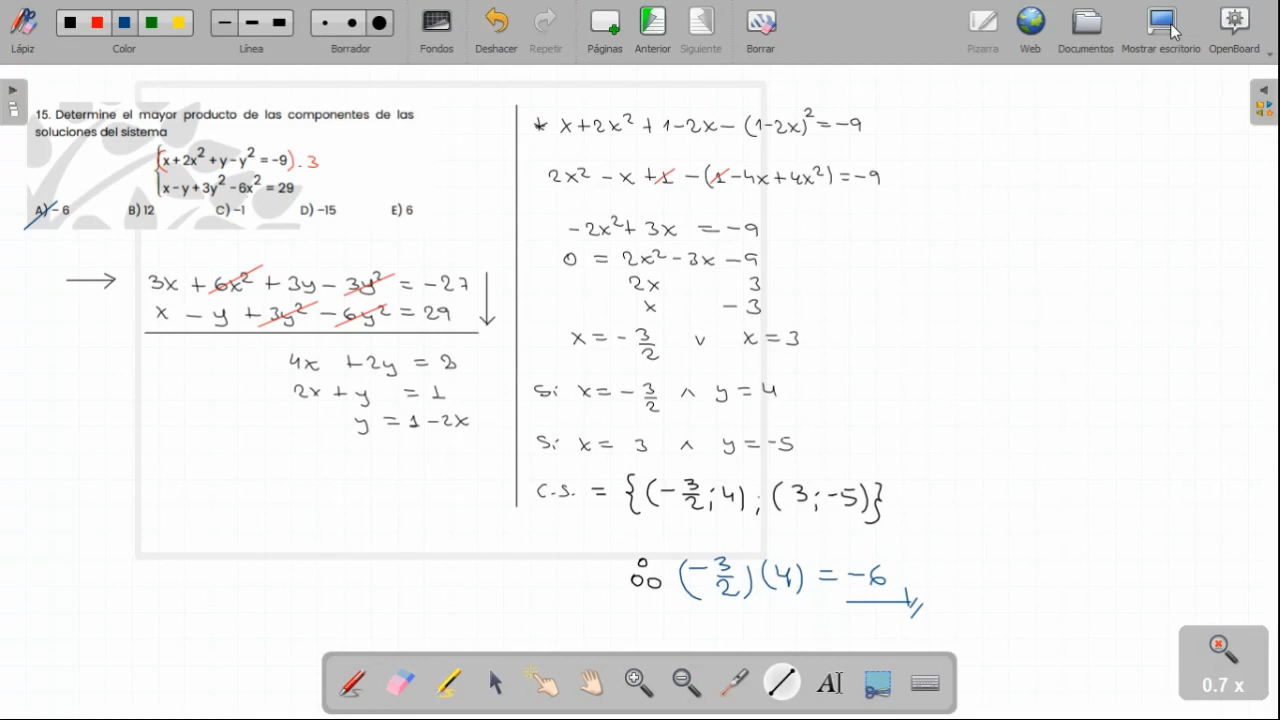 Lápiz
Color
Línea
Borrador
Fondos
Deshacer
Repetir
Páginas
Anterior
Siguiente
Borrar
Pizarra
Web
Documentos
Mostrar escritorio
OpenBoard
15. Determine el mayor producto de las componentes de las
soluciones del sistema
(x+2x² +y-y² = -9) . 3
x-y+3y² -6x² = 29
A) - 6 B) 12 C) -1 D) -15 E) 6
3x + 6x² + 3y - 3y² = -27
x - y + 3y² - 6y² = 29
4x +2y = 2
2x + y = 1
y = 1 - 2x
* x + 2x² + 1 - 2x - (1-2x)² = -9
2x² - x + 1 - (1 - 4x + 4x²) = -9
-2x² + 3x = -9
0 = 2x² - 3x - 9
2x 3
x - 3
x = - 3/2 v x = 3
Si x = - 3/2 ∧ y = 4
Si x = 3 ∧ y = -5
C.S. = {(-3/2; 4) ; (3; -5)}
(-3/2)(4) = -6
AI
0.7 x